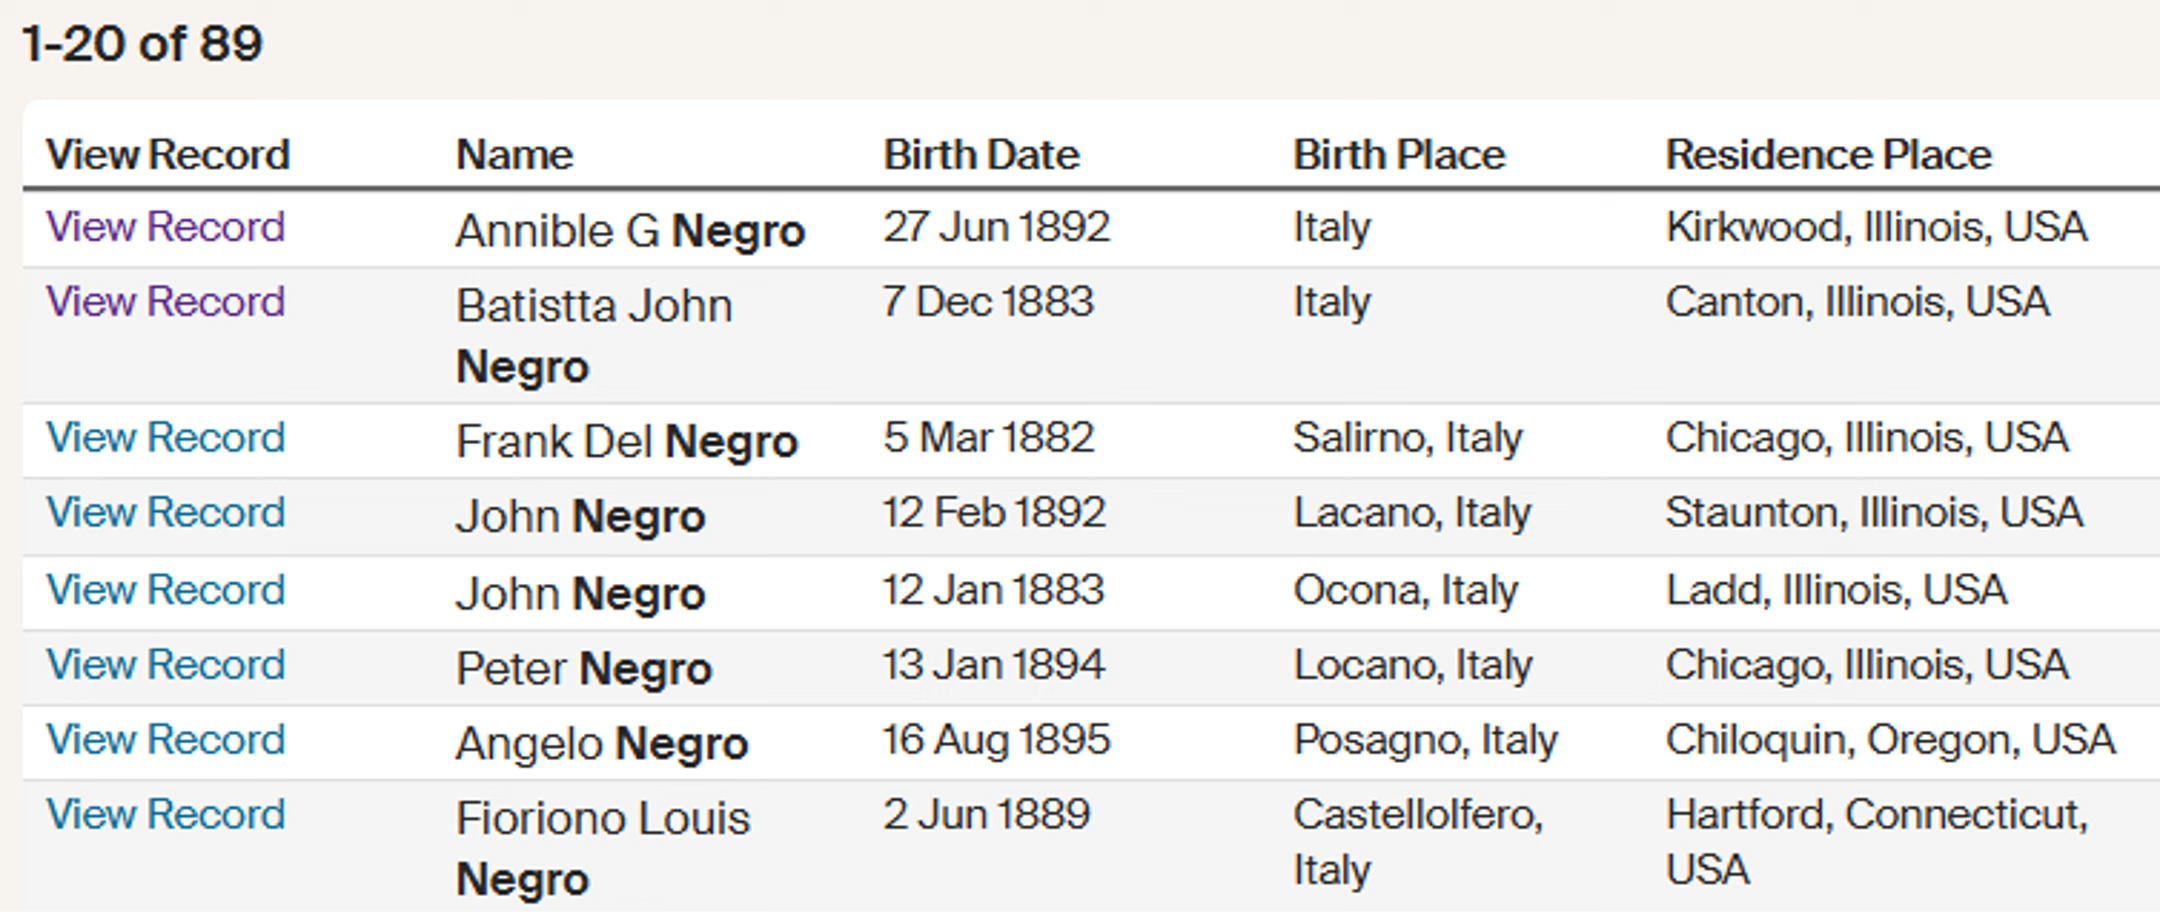 1-20 of 89
View Record Name Birth Date Birth Place Residence Place
View Record Annible G Negro 27 Jun 1892 Italy Kirkwood, Illinois, USA
View Record Batistta John 7 Dec 1883 Italy Canton, Illinois, USA
Negro
View Record Frank Del Negro 5 Mar 1882 Salirno, Italy Chicago, Illinois, USA
View Record John Negro 12 Feb 1892 Lacano, Italy Staunton, Illinois, USA
View Record John Negro 12 Jan 1883 Ocona, Italy Ladd, Illinois, USA
View Record Peter Negro 13 Jan 1894 Locano, Italy Chicago, Illinois, USA
View Record Angelo Negro 16 Aug 1895 Posagno, Italy Chiloquin, Oregon, USA
View Record Fioriono Louis 2 Jun 1889 Castellolfero, Hartford, Connecticut,
Negro Italy USA